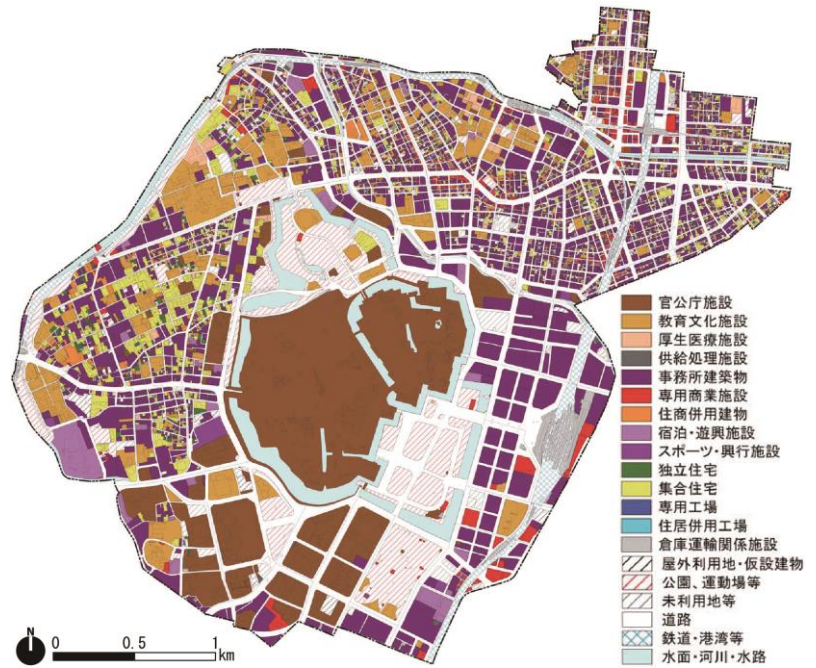 官公庁施設
教育文化施設
厚生医療施設
供給処理施設
事務所建築物
専用商業施設
住商併用建物
宿泊・遊興施設
スポーツ・興行施設
独立住宅
集合住宅
専用工場
住居併用工場
倉庫運輸関係施設
屋外利用地・仮設建物
公園、運動場等
未利用地等
道路
鉄道・港湾等
水面・河川・水路
N
0 0.5 1
km